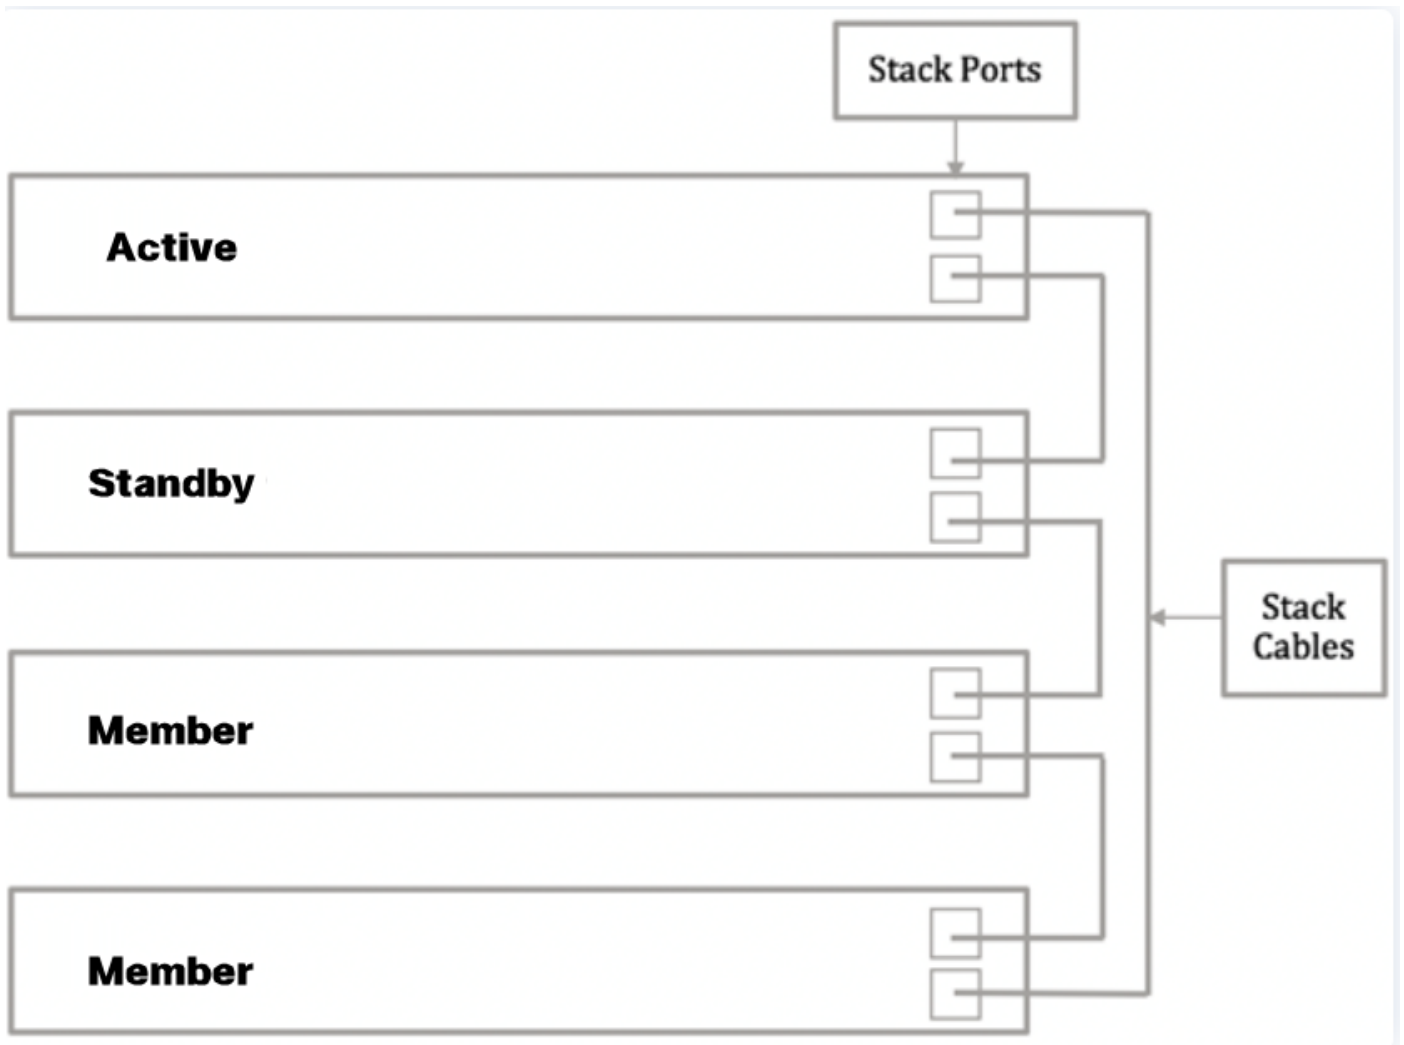 Stack Ports
Active
Standby
Stack
Cables
Member
Member